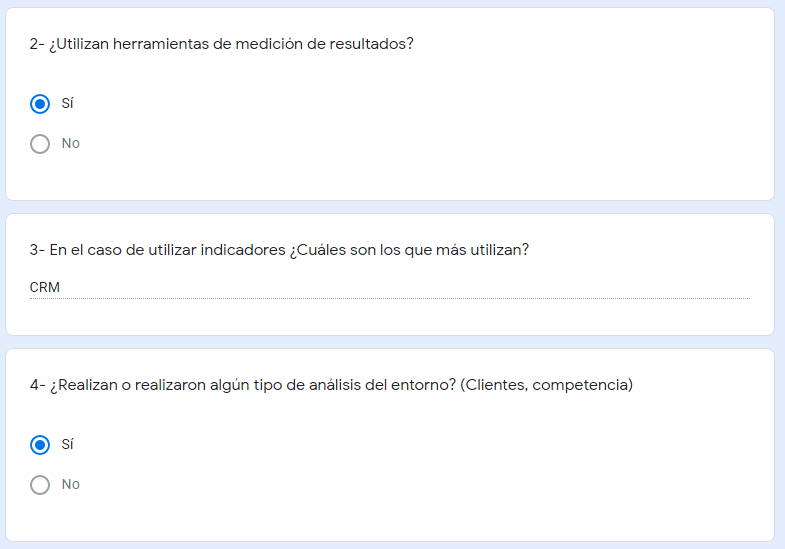 2- ¿Utilizan herramientas de medición de resultados?
Sí
No
3- En el caso de utilizar indicadores ¿Cuáles son los que más utilizan?
CRM
4- ¿Realizan o realizaron algún tipo de análisis del entorno? (Clientes, competencia)
Sí
No